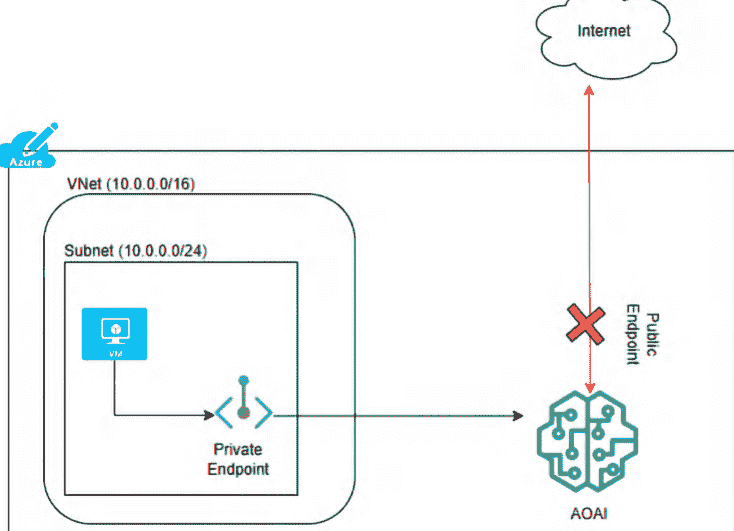 Internet
Azure
VNet (10.0.0.0/16)
Subnet (10.0.0.0/24)
VM
Public
Endpoint
Private
Endpoint
AOAI